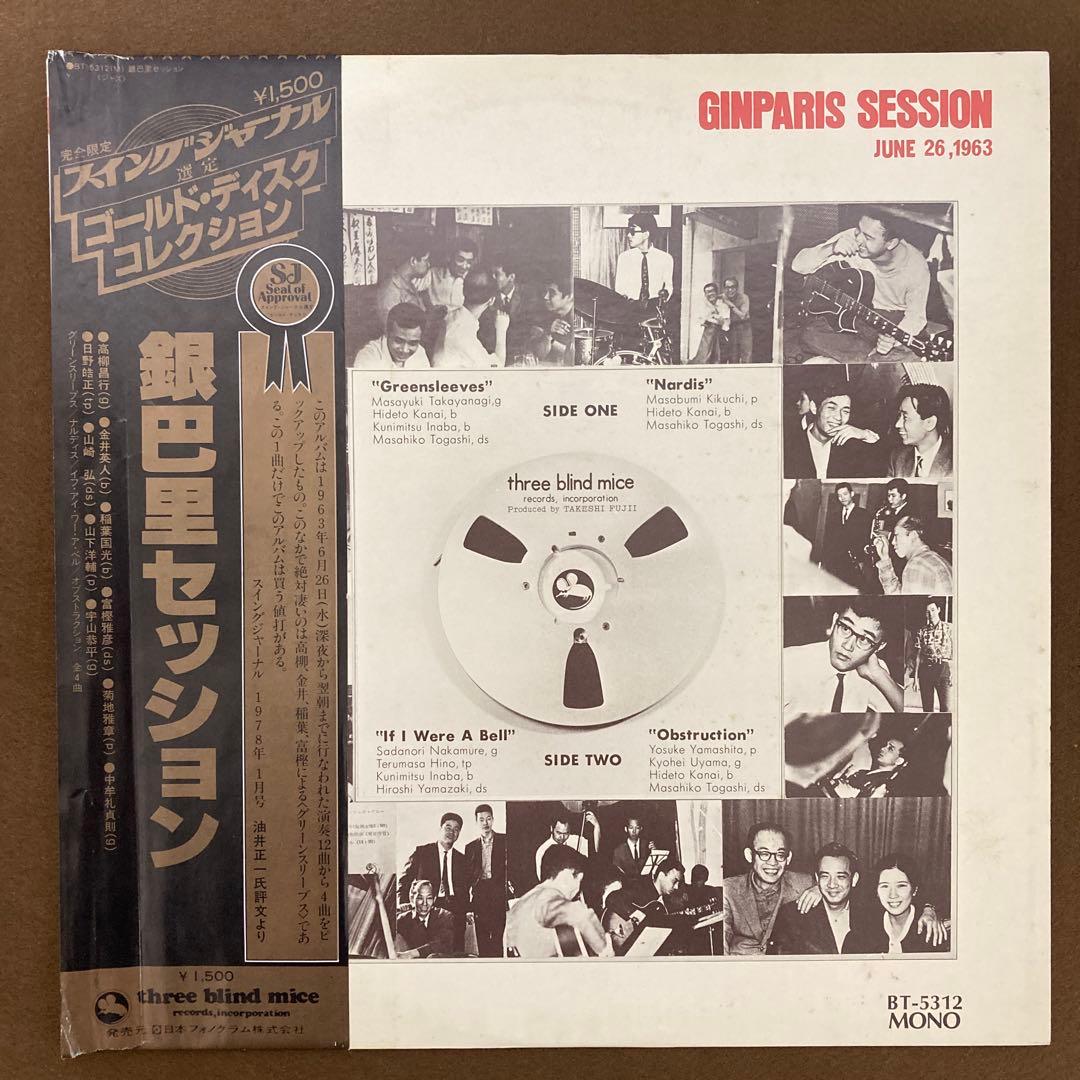 ●BT-5312(M) 銀巴里セッション
(ジャズ)
¥1,500
完全限定
スイングジャーナル
選定
ゴールド・ディスク
コレクション
SJ
Seal of
Approval
銀巴里セッション
●高柳昌行(g) ●金井英人(b) ●稲葉国光(b) ●富樫雅彦(ds) ●菊地雅章(p) ●中牟礼貞則(g)
●日野皓正(tp) ●山崎 弘(ds) ●山下洋輔(p) ●宇山恭平(g)
グリーンスリーブス/ナルディス/イフ・アイ・ワー・ア・ベル オブストラクション 全4曲
このアルバムは1963年6月26日(水)深夜から翌朝までに行なわれた演奏、12曲から4曲をピ
ックアップしたもの。このなかで絶対凄いのは高柳、金井、稲葉、富樫による〈グリーンスリーブス〉であ
る。この1曲だけでこのアルバムは買う値打がある。
スイングジャーナル 1978年 1月号 油井正一氏評文より
¥1,500
three blind mice
records, incorporation
発売元 日本フォノグラム株式会社
GINPARIS SESSION
JUNE 26,1963
"Greensleeves"
Masayuki Takayanagi,g
Hideto Kanai, b
Kunimitsu Inaba, b
Masahiko Togashi, ds
SIDE ONE
"Nardis"
Masabumi Kikuchi, p
Hideto Kanai, b
Masahiko Togashi, ds
three blind mice
records, incorporation
Produced by TAKESHI FUJII
"If I Were A Bell"
Sadanori Nakamure, g
Terumasa Hino, tp
Kunimitsu Inaba, b
Hiroshi Yamazaki, ds
SIDE TWO
"Obstruction"
Yosuke Yamashita, p
Kyohei Uyama, g
Hideto Kanai, b
Masahiko Togashi, ds
BT-5312
MONO